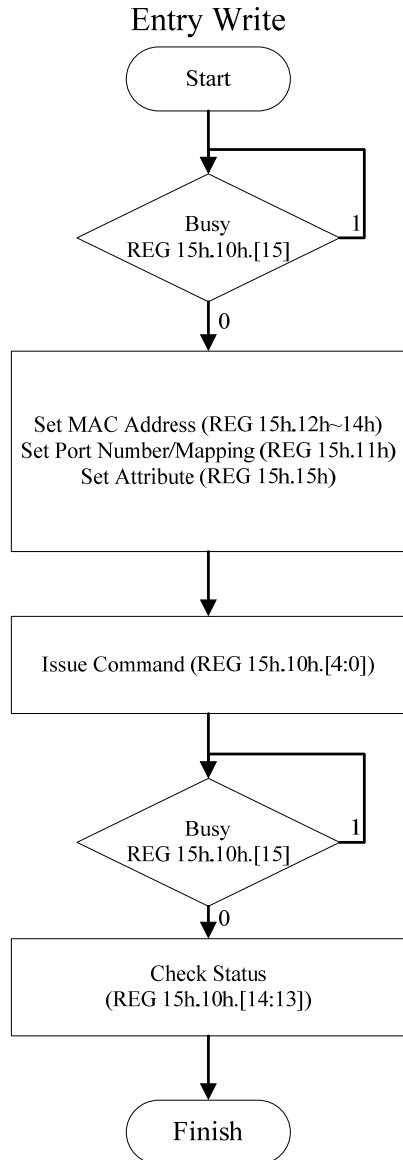 Entry Write
Start
Busy
REG 15h.10h.[15]
1
0
Set MAC Address (REG 15h.12h~14h)
Set Port Number/Mapping (REG 15h.11h)
Set Attribute (REG 15h.15h)
Issue Command (REG 15h.10h.[4:0])
Busy
REG 15h.10h.[15]
1
0
Check Status
(REG 15h.10h.[14:13])
Finish